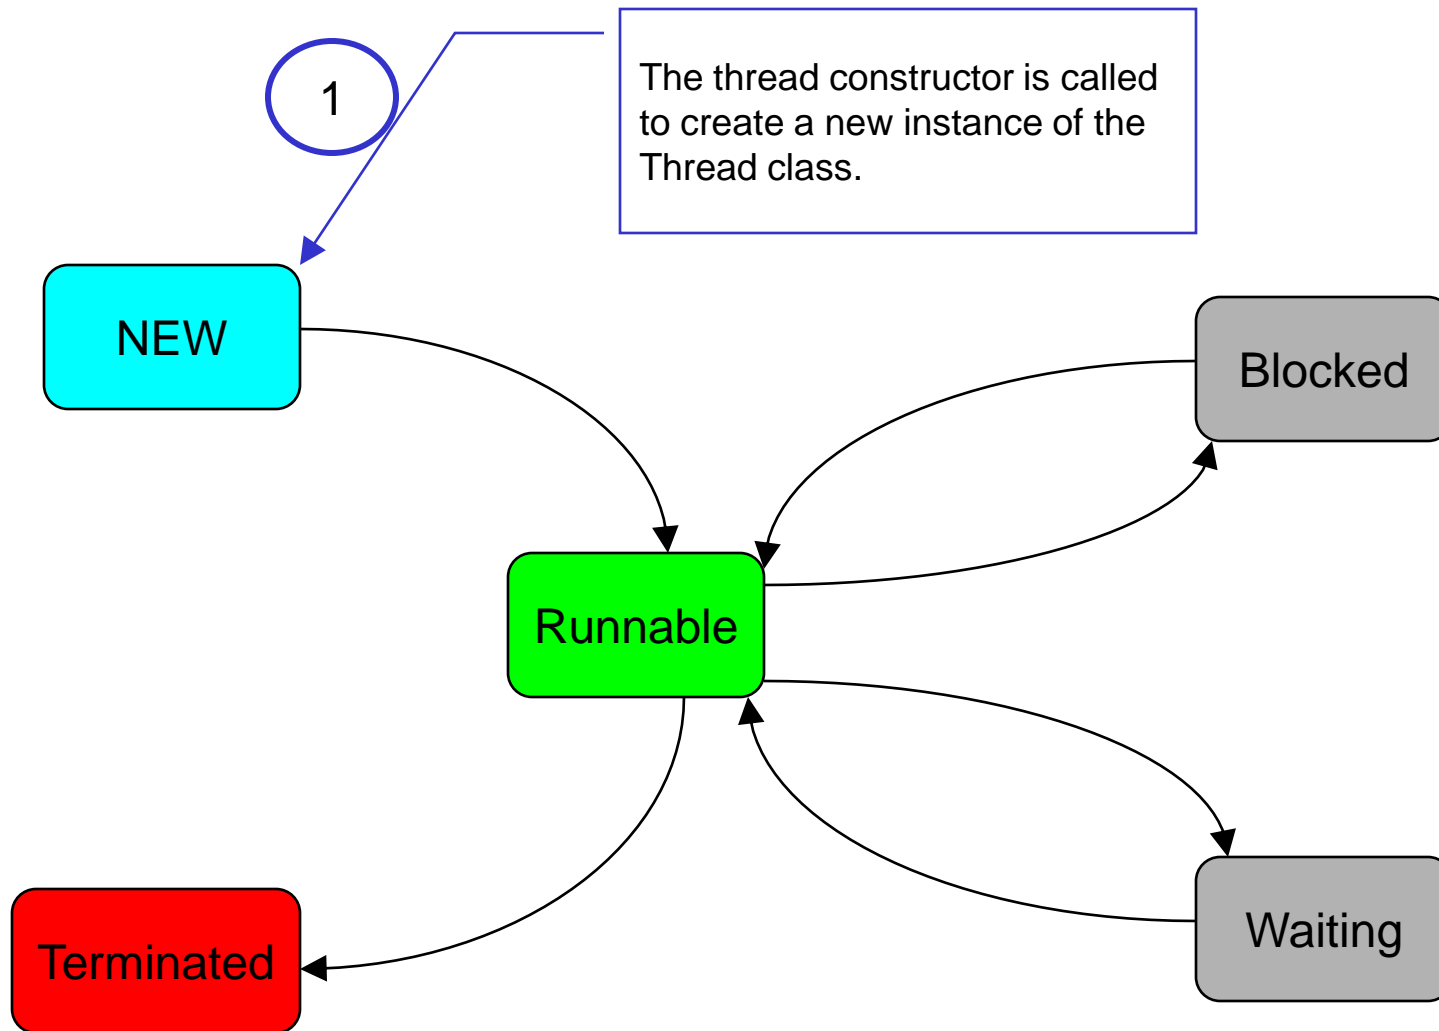 1
The thread constructor is called
to create a new instance of the
Thread class.
NEW
Blocked
Runnable
Terminated
Waiting